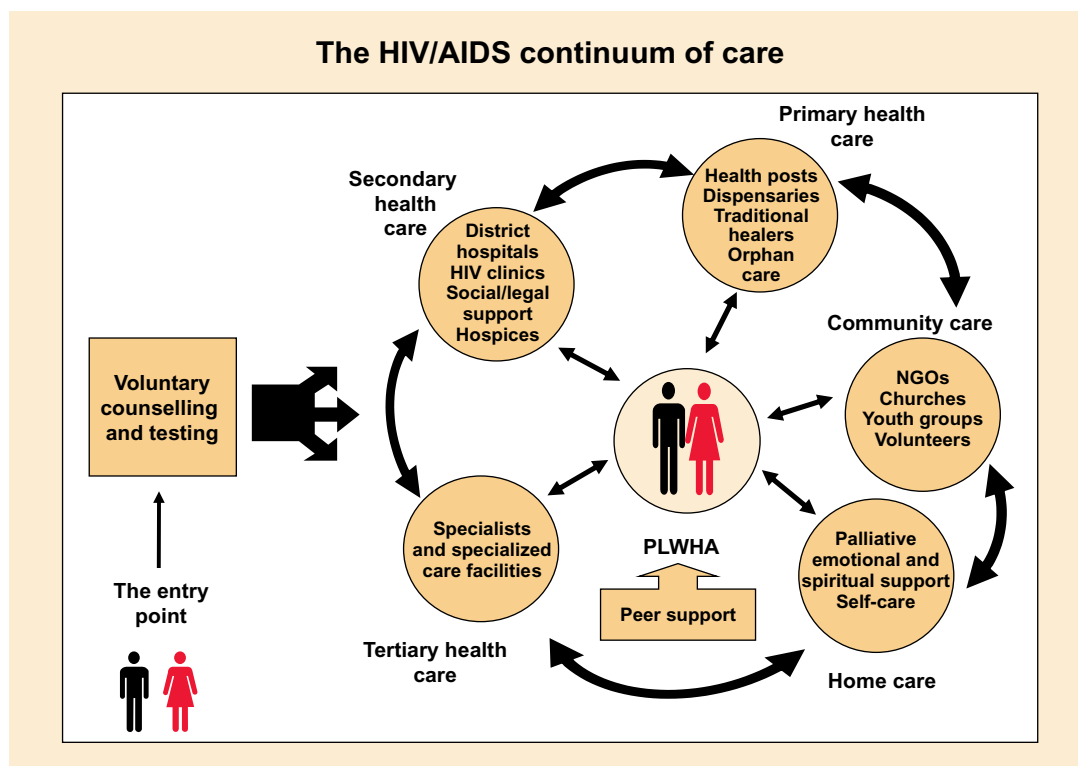 The HIV/AIDS continuum of care
Primary health
care
Health posts
Dispensaries
Traditional
healers
Orphan
care
Secondary
health
care
District
hospitals
HIV clinics
Social/legal
support
Hospices
Community care
NGOs
Churches
Youth groups
Volunteers
Voluntary
counselling
and testing
The entry
point
Specialists
and specialized
care facilities
Tertiary health
care
PLWHA
Peer support
Palliative
emotional and
spiritual support
Self-care
Home care